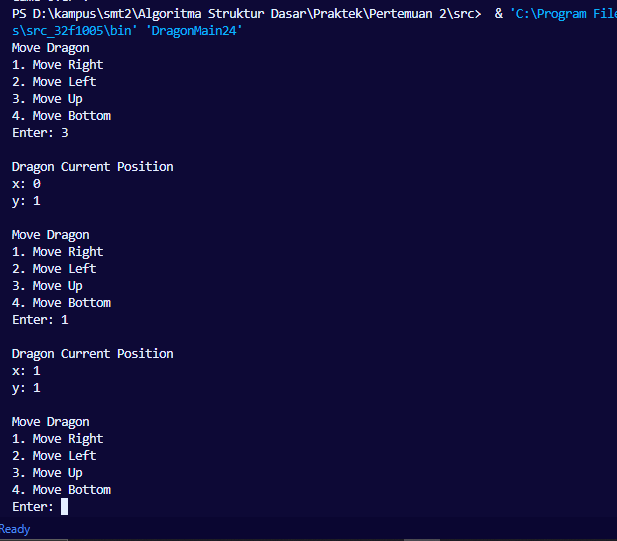 PS D:\kampus\smt2\Algoritma Struktur Dasar\Praktek\Pertemuan 2\src>  & 'C:\Program File
s\src_32f1005\bin' 'DragonMain24'
Move Dragon
1. Move Right
2. Move Left
3. Move Up
4. Move Bottom
Enter: 3

Dragon Current Position
x: 0
y: 1

Move Dragon
1. Move Right
2. Move Left
3. Move Up
4. Move Bottom
Enter: 1

Dragon Current Position
x: 1
y: 1

Move Dragon
1. Move Right
2. Move Left
3. Move Up
4. Move Bottom
Enter:
Ready